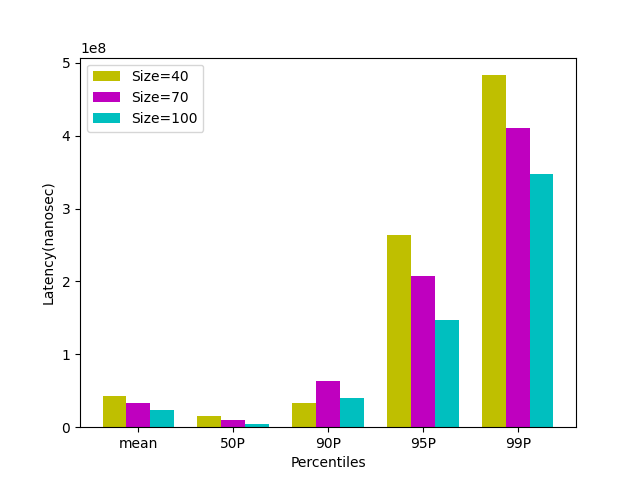 1e8
5
4
3
2
1
0
Latency(nanosec)
Size=40
Size=70
Size=100
mean 50P 90P 95P 99P
Percentiles